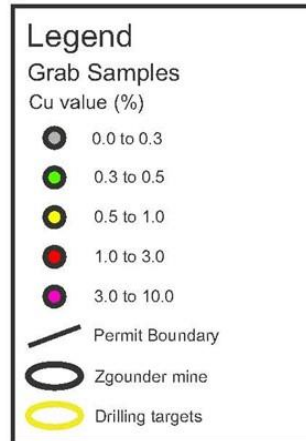 Legend
Grab Samples
Cu value (%)
0.0 to 0.3
0.3 to 0.5
0.5 to 1.0
1.0 to 3.0
3.0 to 10.0
Permit Boundary
Zgounder mine
Drilling targets